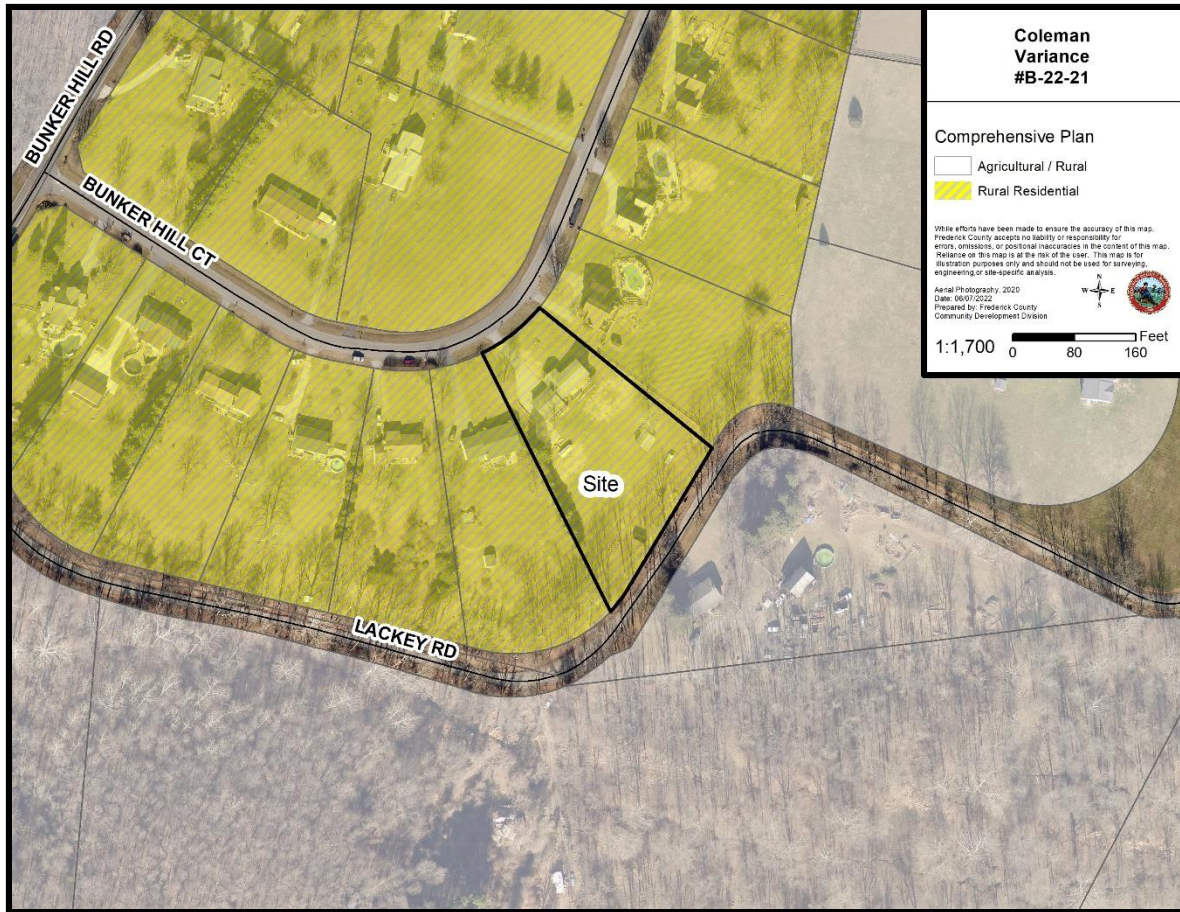 Coleman
Variance
#B-22-21
Comprehensive Plan
Agricultural / Rural
Rural Residential
While efforts have been made to ensure the accuracy of this map,
Frederick County accepts no liability or responsibility for
errors, omissions, or positional inaccuracies in the content of this map.
Reliance on this map is at the risk of the user. This map is for
illustration purposes only and should not be used for surveying,
engineering,or site-specific analysis.
Aerial Photography, 2020
Date: 06/07/2022
Prepared by: Frederick County
Community Development Division
N
W E
S
1:1,700
0 80 160 Feet
BUNKER HILL RD
BUNKER HILL CT
Site
LACKEY RD